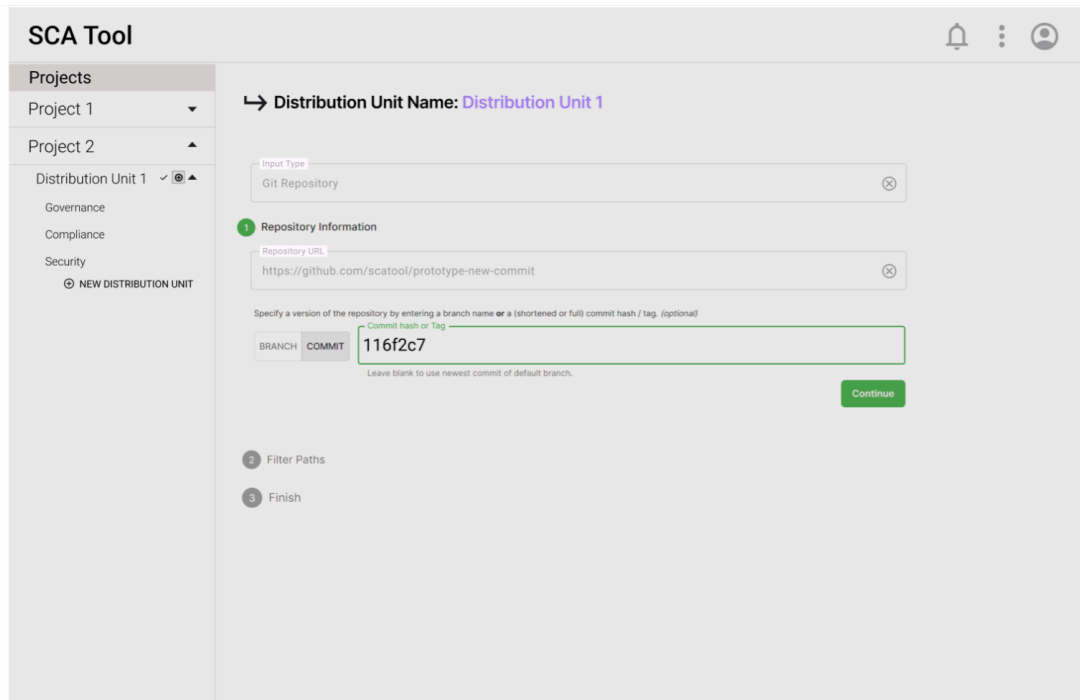 SCA Tool
Projects
Project 1
Project 2
Distribution Unit 1
Governance
Compliance
Security
NEW DISTRIBUTION UNIT
Distribution Unit Name: Distribution Unit 1
Input Type
Git Repository
1 Repository Information
Repository URL
https://github.com/scatool/prototype-new-commit
Specify a version of the repository by entering a branch name or a (shortened or full) commit hash / tag. (optional)
Commit hash or Tag
BRANCH COMMIT 116f2c7
Leave blank to use newest commit of default branch.
Continue
2 Filter Paths
3 Finish